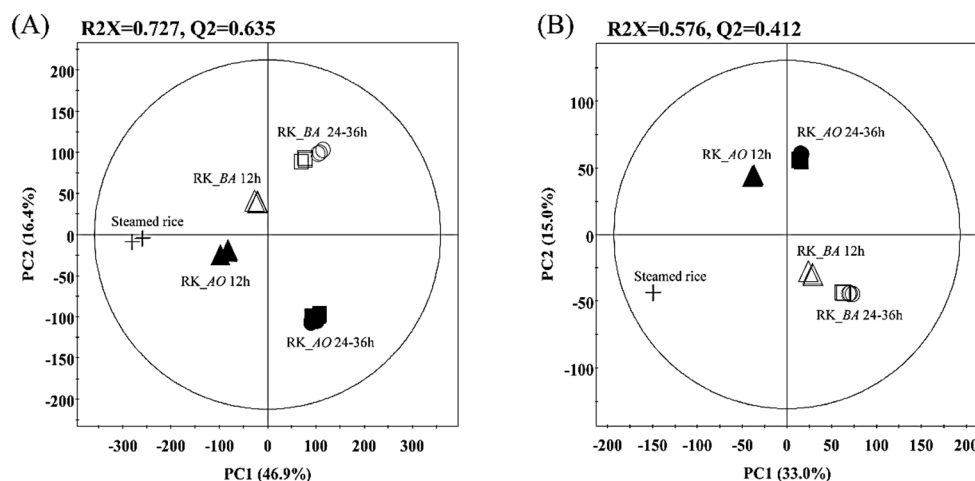 (A) R2X=0.727, Q2=0.635
200
150
100
50
0
-50
-100
-150
-200
PC2 (16.4%)
RK_BA 24-36h
RK_BA 12h
Steamed rice
RK_AO 12h
RK_AO 24-36h
-300 -200 -100 0 100 200 300
PC1 (46.9%)
(B) R2X=0.576, Q2=0.412
100
50
0
-50
-100
PC2 (15.0%)
RK_AO 24-36h
RK_AO 12h
RK_BA 12h
Steamed rice
RK_BA 24-36h
-200 -150 -100 -50 0 50 100 150 200
PC1 (33.0%)